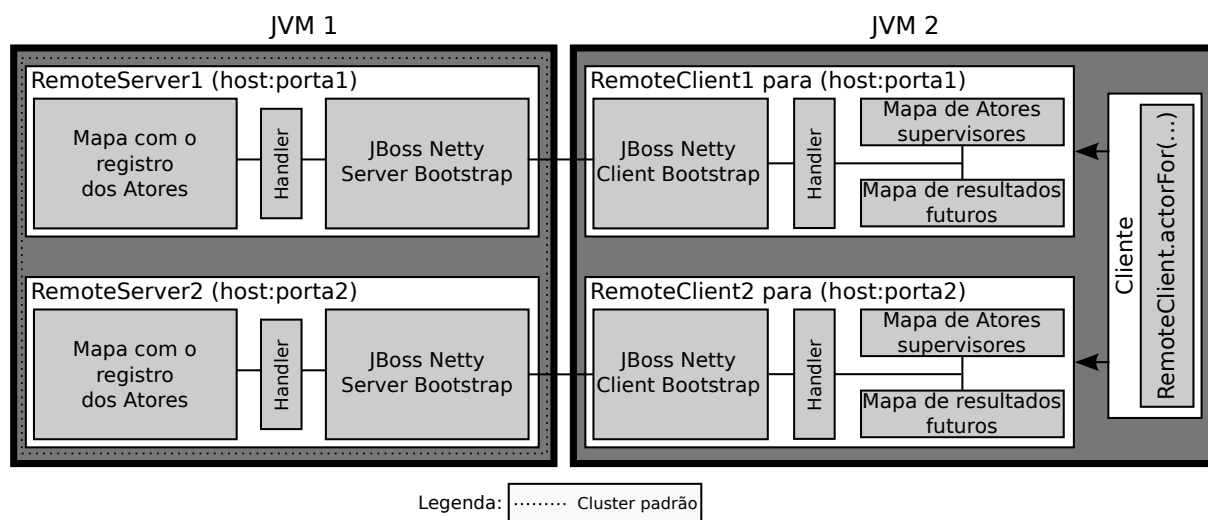 JVM 1
JVM 2
RemoteServer1 (host:porta1)
Mapa com o
registro
dos Atores
Handler
JBoss Netty
Server Bootstrap
RemoteClient1 para (host:porta1)
JBoss Netty
Client Bootstrap
Handler
Mapa de Atores
supervisores
Mapa de resultados
futuros
RemoteServer2 (host:porta2)
Mapa com o
registro
dos Atores
Handler
JBoss Netty
Server Bootstrap
RemoteClient2 para (host:porta2)
JBoss Netty
Client Bootstrap
Handler
Mapa de Atores
supervisores
Mapa de resultados
futuros
Cliente
RemoteClient.actorFor(...)
Legenda:
Cluster padrão